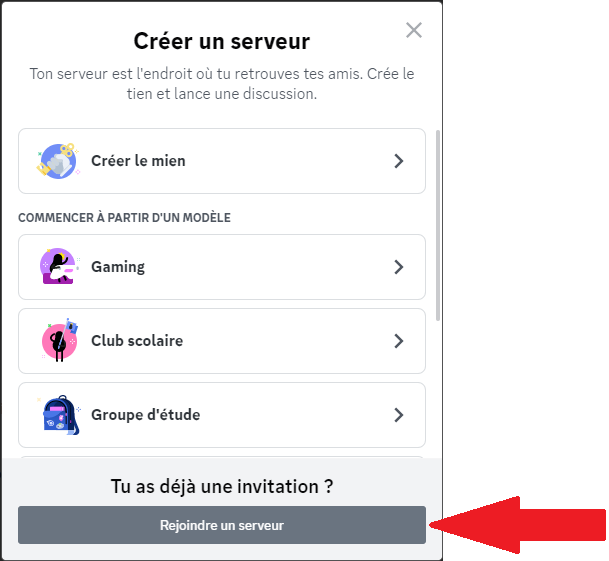 Créer un serveur
Ton serveur est l'endroit où tu retrouves tes amis. Crée le
tien et lance une discussion.
Créer le mien
COMMENCER À PARTIR D'UN MODÈLE
Gaming
Club scolaire
Groupe d'étude
Tu as déjà une invitation ?
Rejoindre un serveur